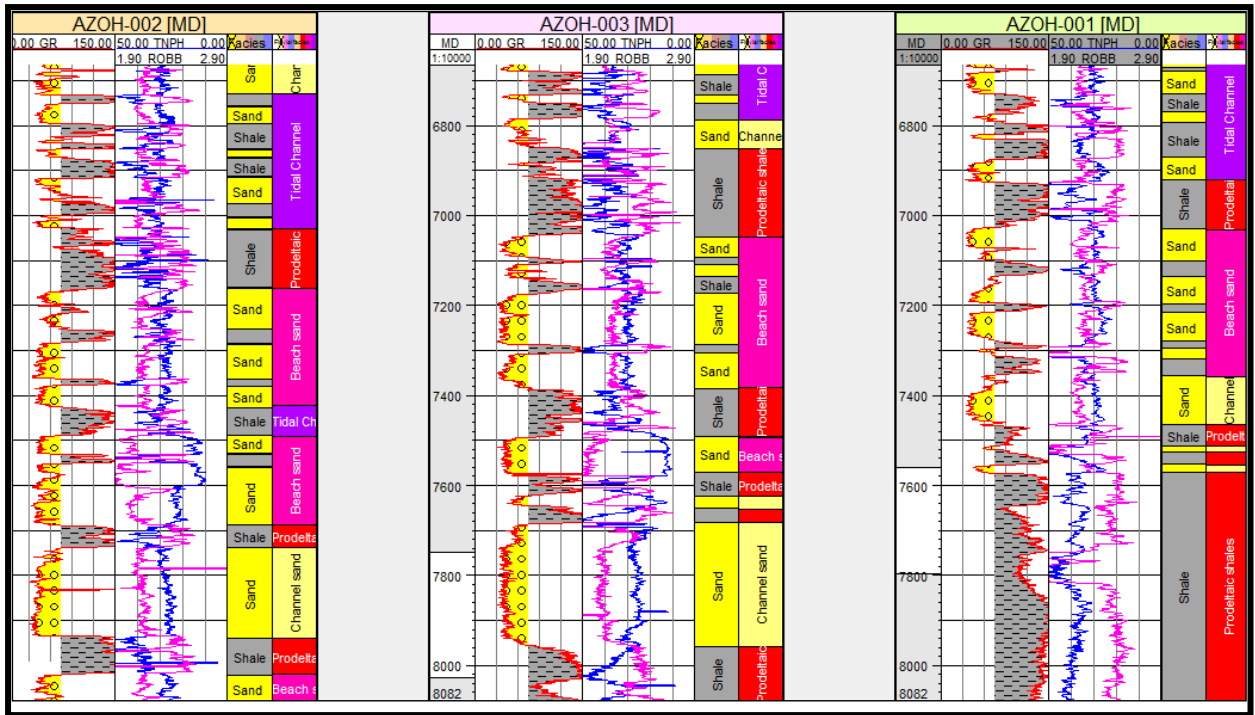 AZOH-002 [MD]
0.00 GR 150.00 50.00 TNPH 0.00 Facies
1.90 ROBB 2.90
Sar
Sand
Shale
Shale
Sand
Shale
Sand
Sand
Sand
Shale
Sand
Sand
Shale
Sand
Shale
Sand
Char
Tidal Channel
Prodeltaic
Beach sand
Tidal Ch
Beach sand
Prodelta
Channel sand
Prodelta
Beach s
AZOH-003 [MD]
MD 0.00 GR 150.00 50.00 TNPH 0.00 Facies
1:10000 1.90 ROBB 2.90
6800
7000
7200
7400
7600
7800
8000
8082
Shale
Sand
Shale
Sand
Shale
Sand
Sand
Shale
Sand
Shale
Sand
Shale
Tidal C
Channe
Prodeltaic shale
Beach sand
Prodeltai
Beach s
Prodelta
Channel sand
Prodeltaic
AZOH-001 [MD]
MD 0.00 GR 150.00 50.00 TNPH 0.00 Facies
1:10000 1.90 ROBB 2.90
6800
7000
7200
7400
7600
7800
8000
8082
Sand
Shale
Shale
Sand
Shale
Sand
Sand
Sand
Sand
Shale
Shale
Tidal Channel
Prodeltai
Beach sand
Channel
Prodelt
Prodeltaic shales